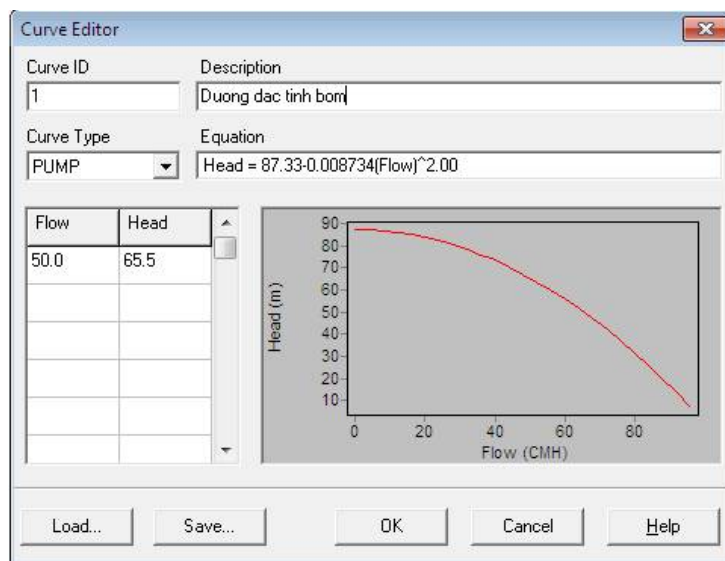 Curve Editor
Curve ID Description
1 Duong dac tinh bom
Curve Type Equation
PUMP Head = 87.33-0.008734(Flow)^2.00
Flow Head
50.0 65.5
Head (m)
90
80
70
60
50
40
30
20
10
0 20 40 60 80
Flow (CMH)
Load... Save... OK Cancel Help